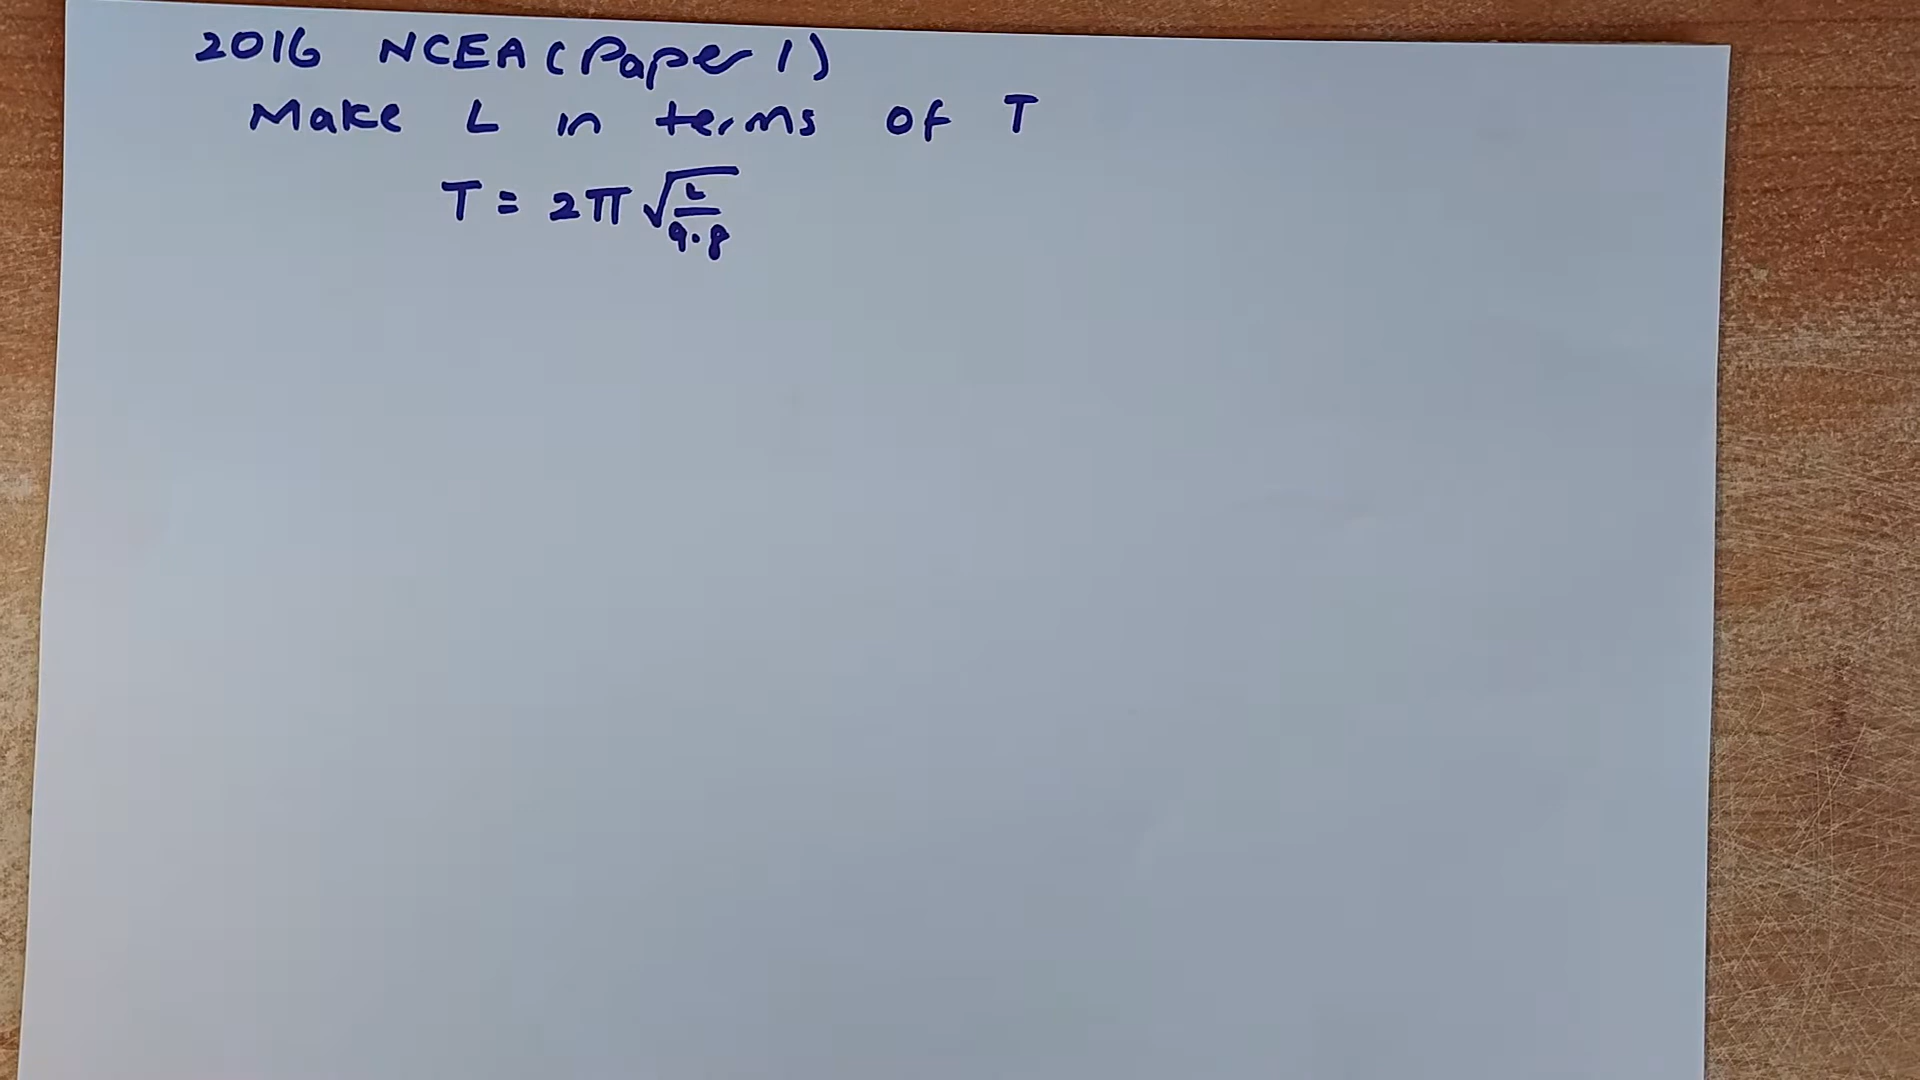 2016 NCEA (Paper 1)
Make L in terms of T
T = 2π √(L/9.8)